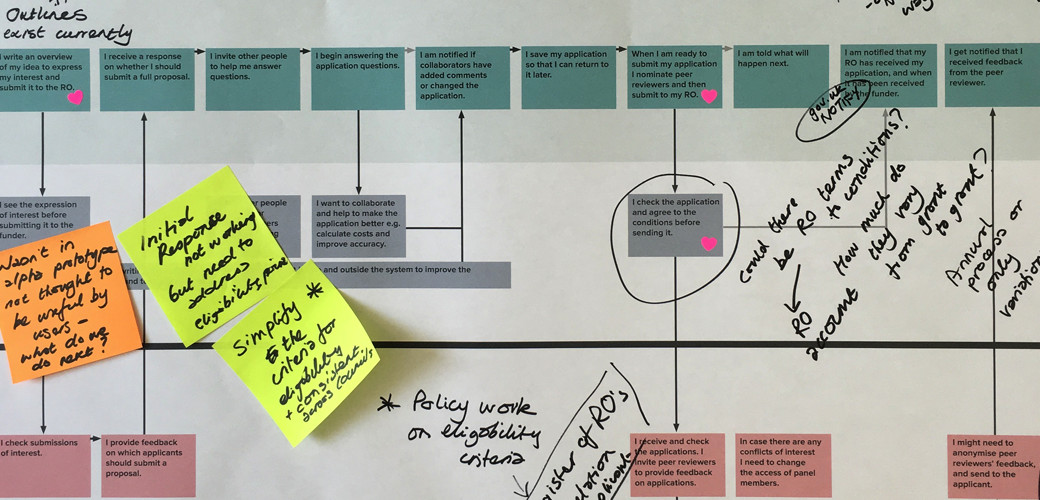 Outlines
exist currently
I write an overview
of my idea to express
my interest and
submit it to the RO.
I receive a response
on whether I should
submit a full proposal.
I invite other people
to help me answer
questions.
I begin answering the
application questions.
I am notified if
collaborators have
added comments
or changed the
application.
I save my application
so that I can return to
it later.
When I am ready to
submit my application
I nominate peer
reviewers and then
submit to my RO.
I am told what will
happen next.
I am notified that my
RO has received my
application, and when
it has been received
by the funder.
I get notified that I
received feedback
from the peer
reviewer.
gov.uk
NOTIFY
I see the expression
of interest before
submitting it to the
funder.
people
I want to collaborate
and help to make the
application better e.g.
calculate costs and
improve accuracy.
and outside the system to improve the
I check the application
and agree to the
conditions before
sending it.
Could there
be RO terms
to conditions?
RO
account
How much do
they vary
from grant
to grant?
Annual
process or
only
Wasn't in
alpha prototype
not thought to
be useful by
users –
what do we
do next?
Initial
Response
not working
but need to
address
eligibility
Simplify *
the
criteria for
eligibility
+ consistent
across councils
* Policy work
on eligibility
criteria
of RO's
I check submissions
of interest.
I provide feedback
on which applicants
should submit a
proposal.
I receive and check
the applications. I
invite peer reviewers
to provide feedback
on applications.
In case there are any
conflicts of interest
I need to change
the access of panel
members.
I might need to
anonymise peer
reviewers' feedback,
and send to the
applicant.